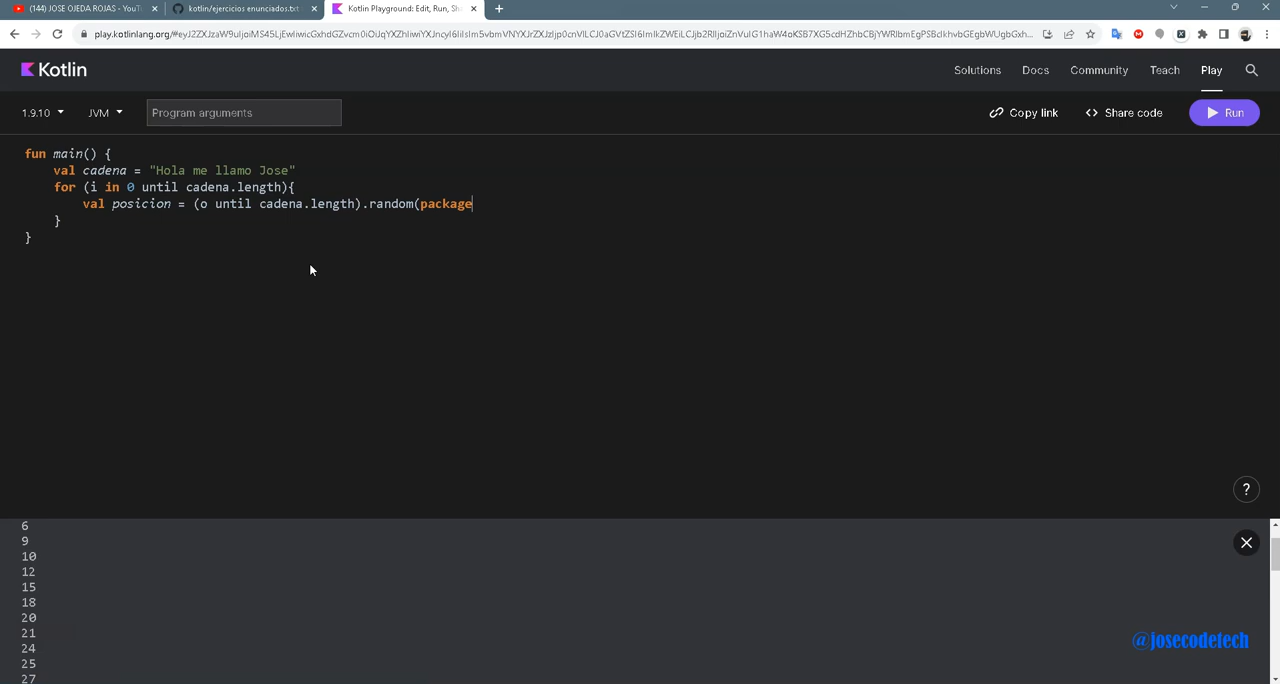 (144) JOSE OJEDA ROJAS - YouT
kotlin/ejercicios enunciados.txt
Kotlin Playground: Edit, Run, Sh
Kotlin
Solutions
Docs
Community
Teach
Play
1.9.10
JVM
Program arguments
Copy link
Share code
Run
fun main() {
val cadena = "Hola me llamo Jose"
for (i in 0 until cadena.length){
val posicion = (o until cadena.length).random(package
}
}
?
6
9
10
12
15
18
20
21
24
25
27
@josecodetech